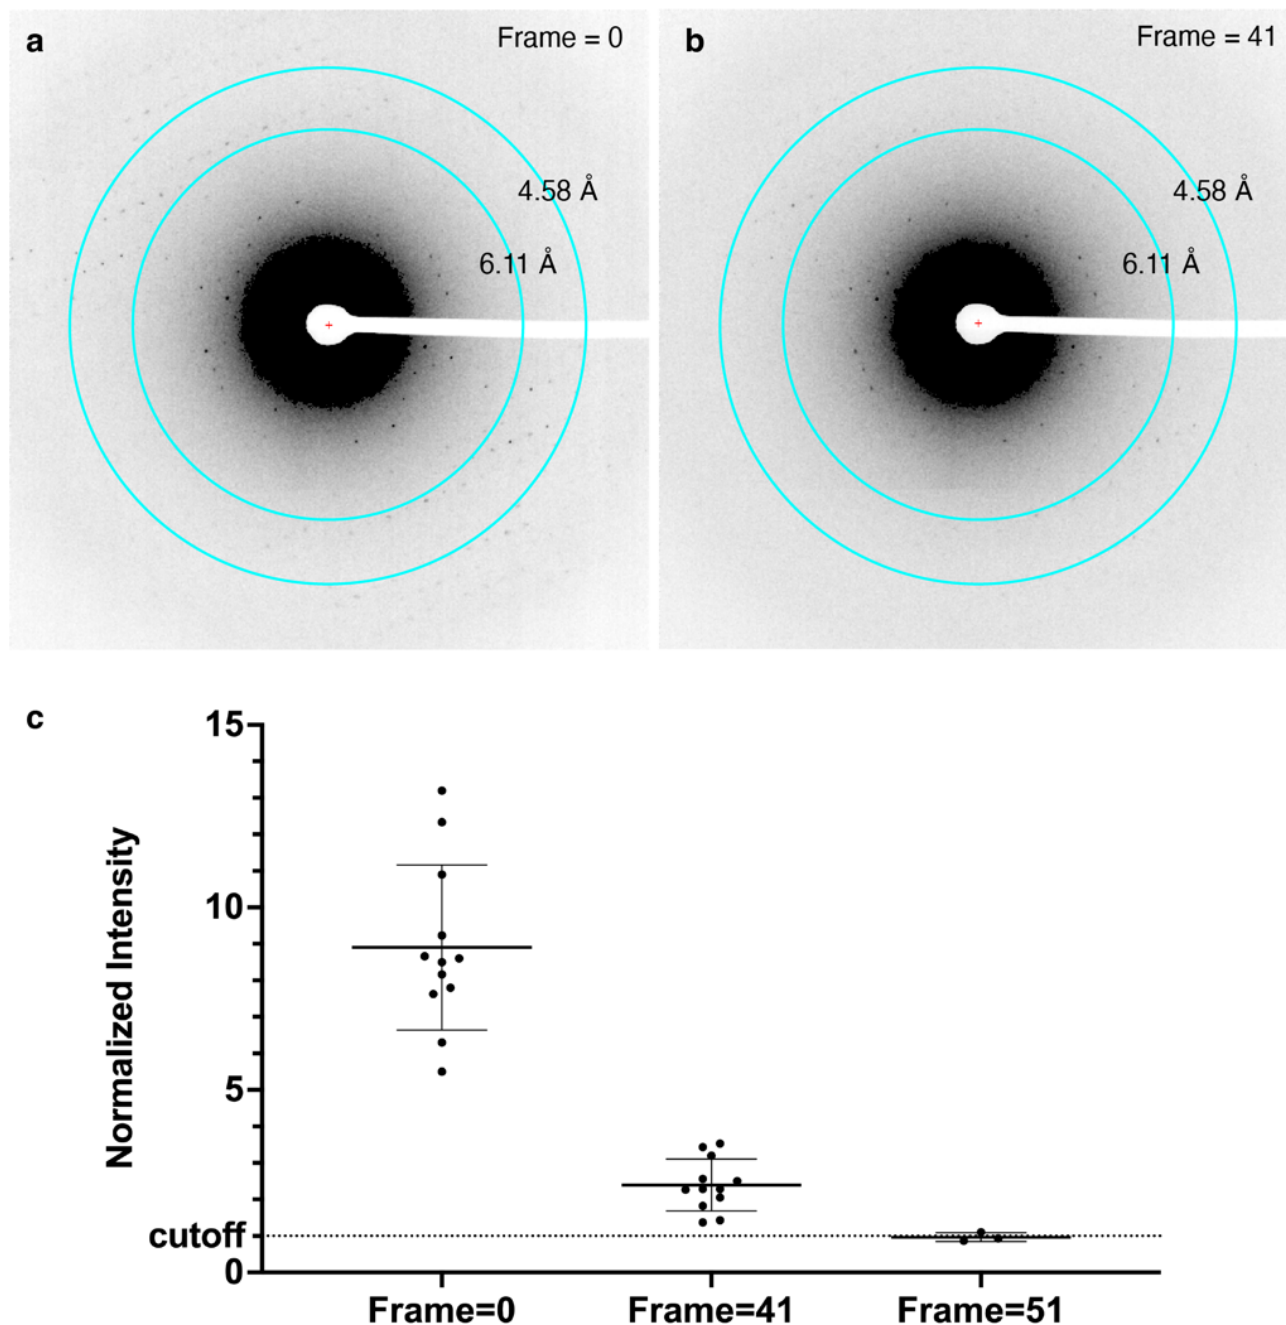 a
Frame = 0
4.58 Å
6.11 Å
b
Frame = 41
4.58 Å
6.11 Å
c
Normalized Intensity
15
10
5
cutoff
0
Frame=0
Frame=41
Frame=51